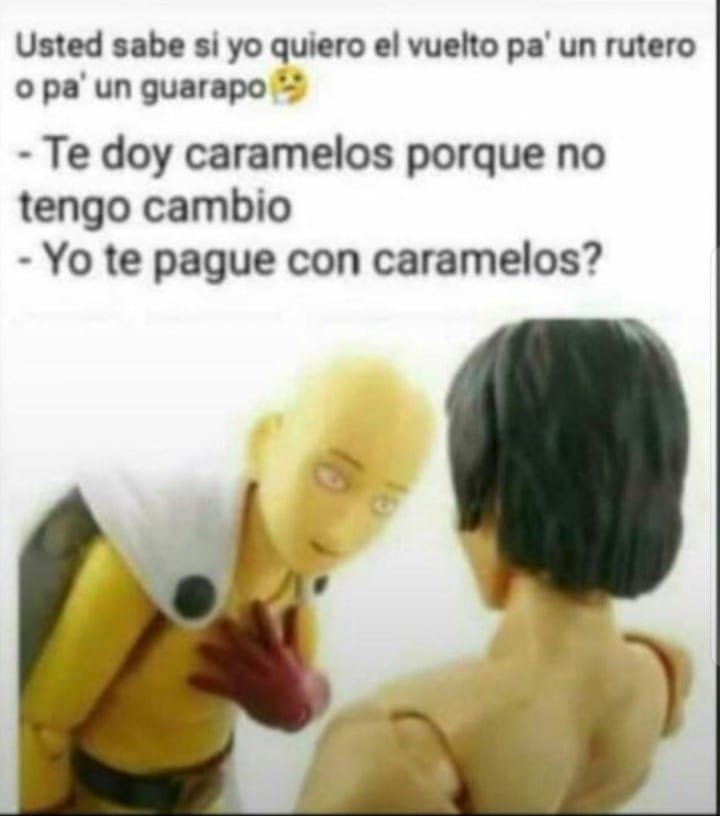 Usted sabe si yo quiero el vuelto pa' un rutero
o pa' un guarapo🤔
- Te doy caramelos porque no
tengo cambio
- Yo te pague con caramelos?